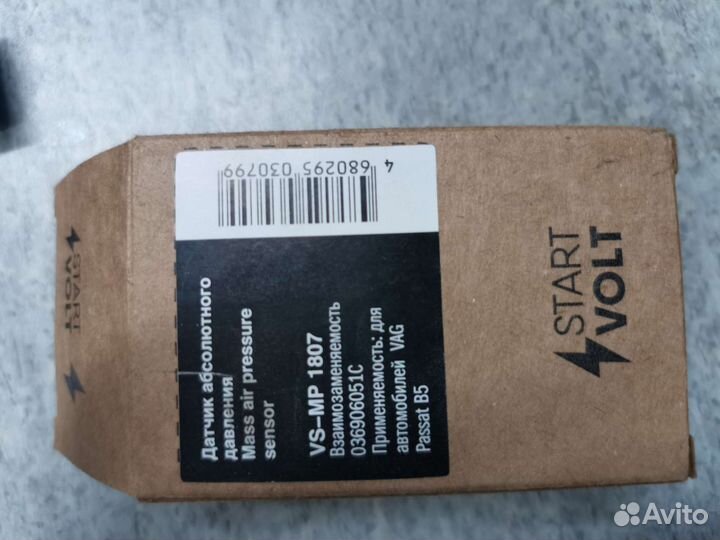 Датчик абсолютного
давления
Mass air pressure
sensor
VS–MP 1807
Взаимозаменяемость
036906051C
Применяемость: для
автомобилей VAG
Passat B5
4 680295 030799
START
VOLT
START
VOLT
Avito